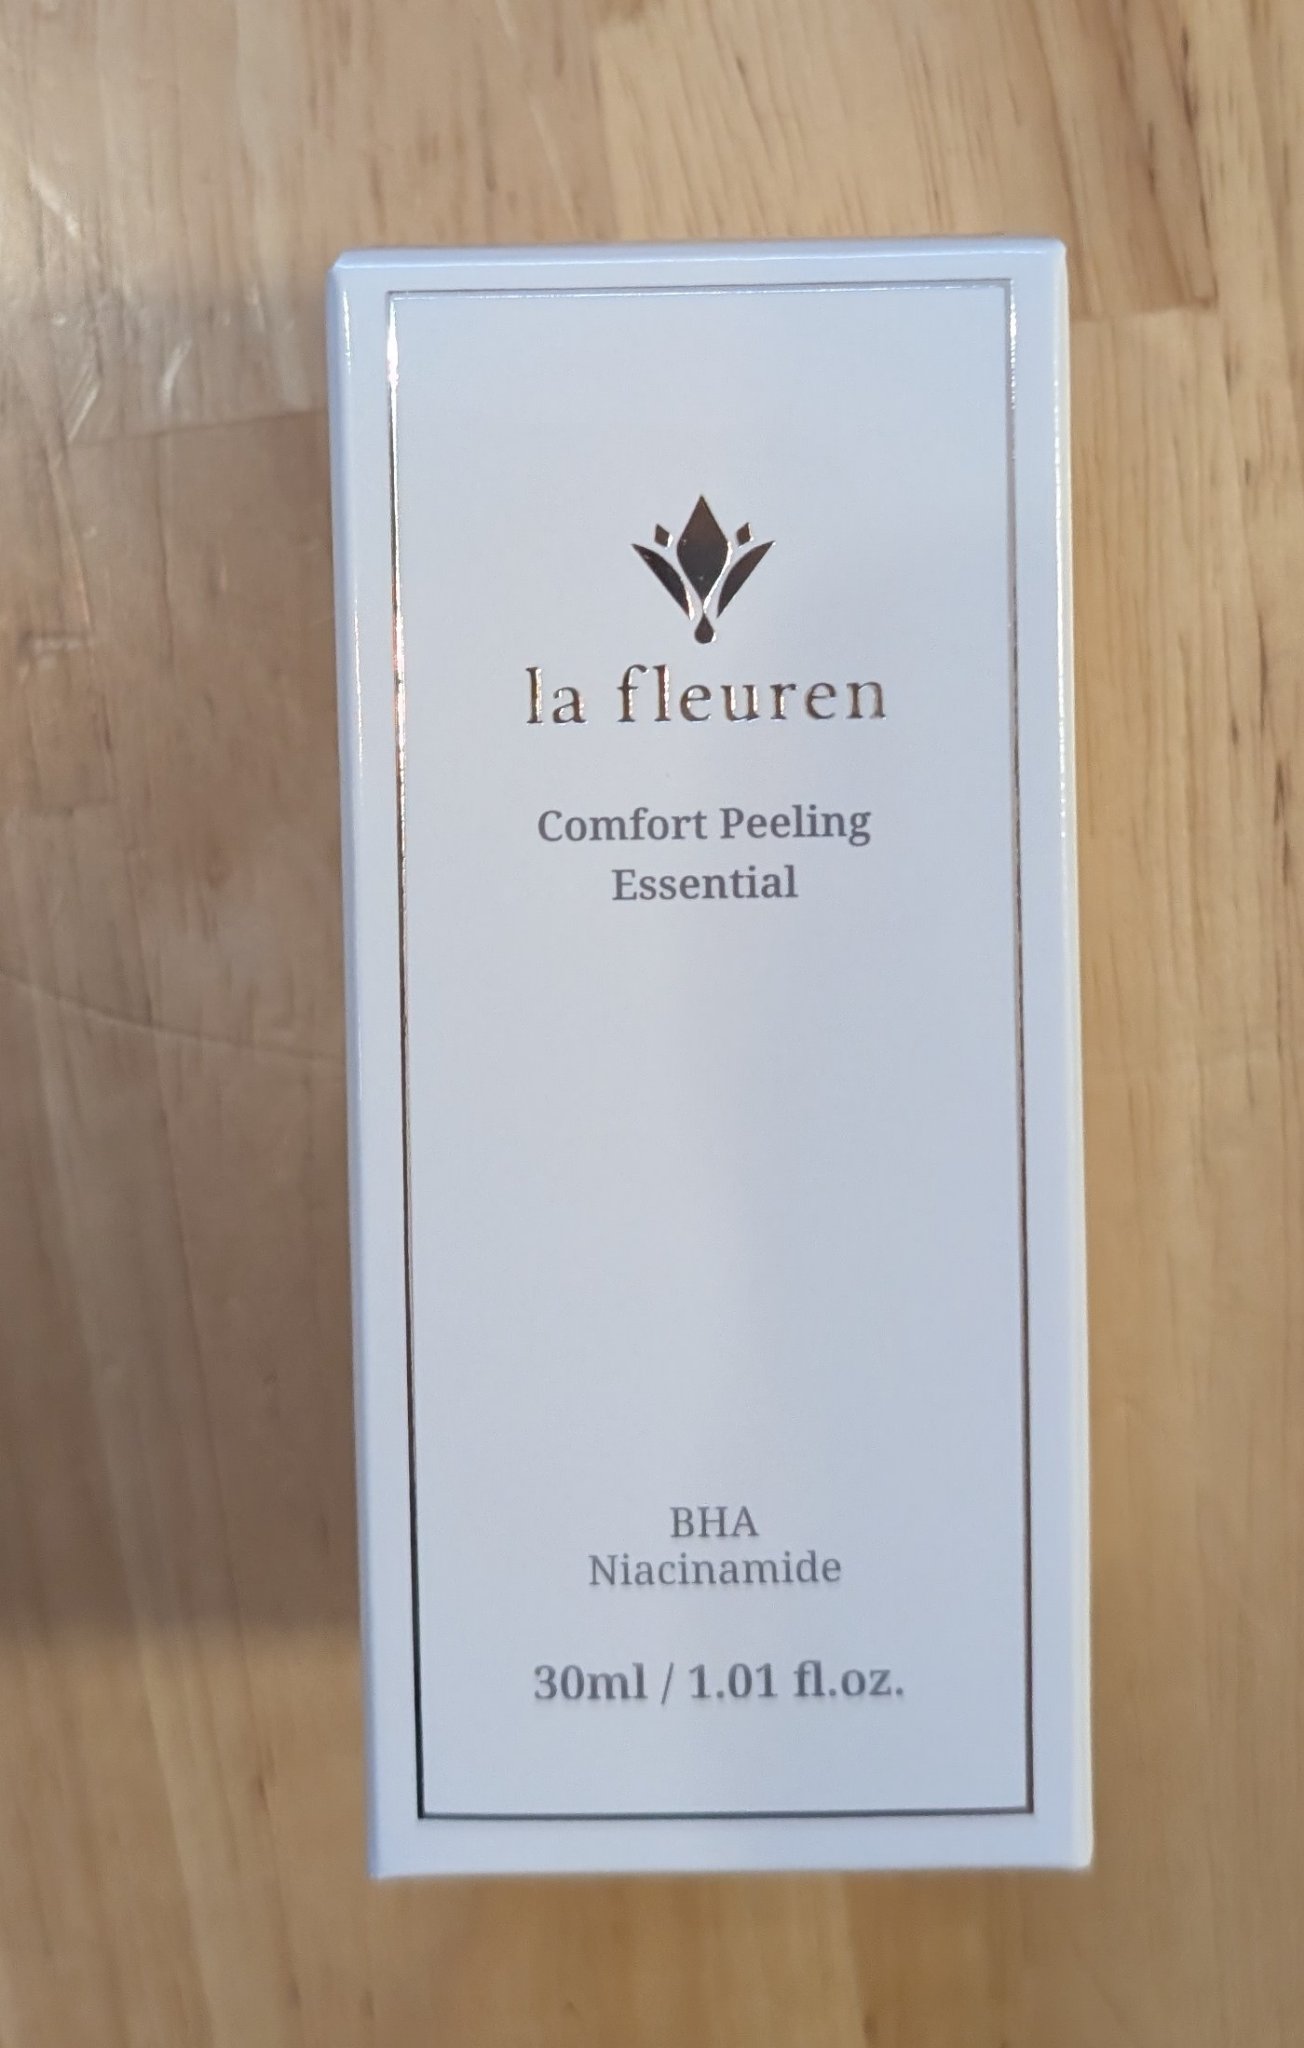 la fleuren
Comfort Peeling
Essential
BHA
Niacinamide
30ml / 1.01 fl.oz.